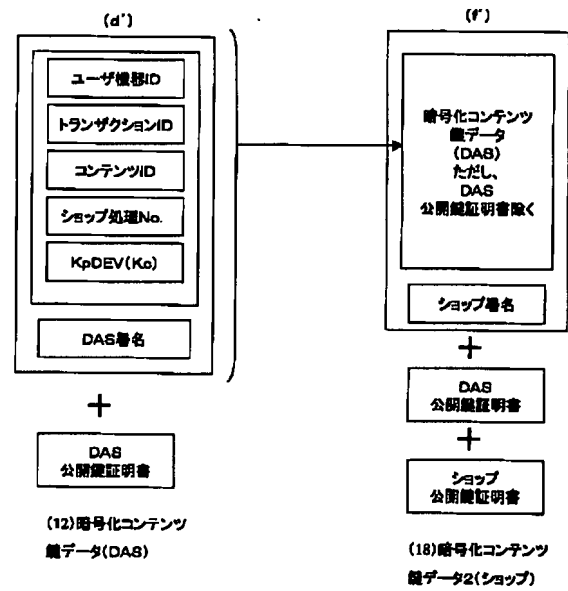 (d')
ユーザ機器ID
トランザクションID
コンテンツID
ショップ処理No.
KpDEV(Kc)
DAS署名
+
DAS
公開鍵証明書
(12)暗号化コンテンツ
鍵データ(DAS)
(f')
暗号化コンテンツ
鍵データ
(DAS)
ただし、
DAS
公開鍵証明書除く
ショップ署名
+
DAS
公開鍵証明書
+
ショップ
公開鍵証明書
(18)暗号化コンテンツ
鍵データ2(ショップ)